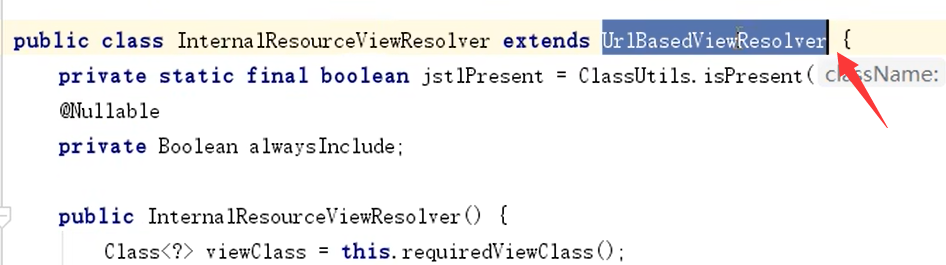 public class InternalResourceViewResolver extends UrlBasedViewResolver {
private static final boolean jstlPresent = ClassUtils.isPresent( className:
@Nullable
private Boolean alwaysInclude;
public InternalResourceViewResolver() {
Class<?> viewClass = this.requiredViewClass();